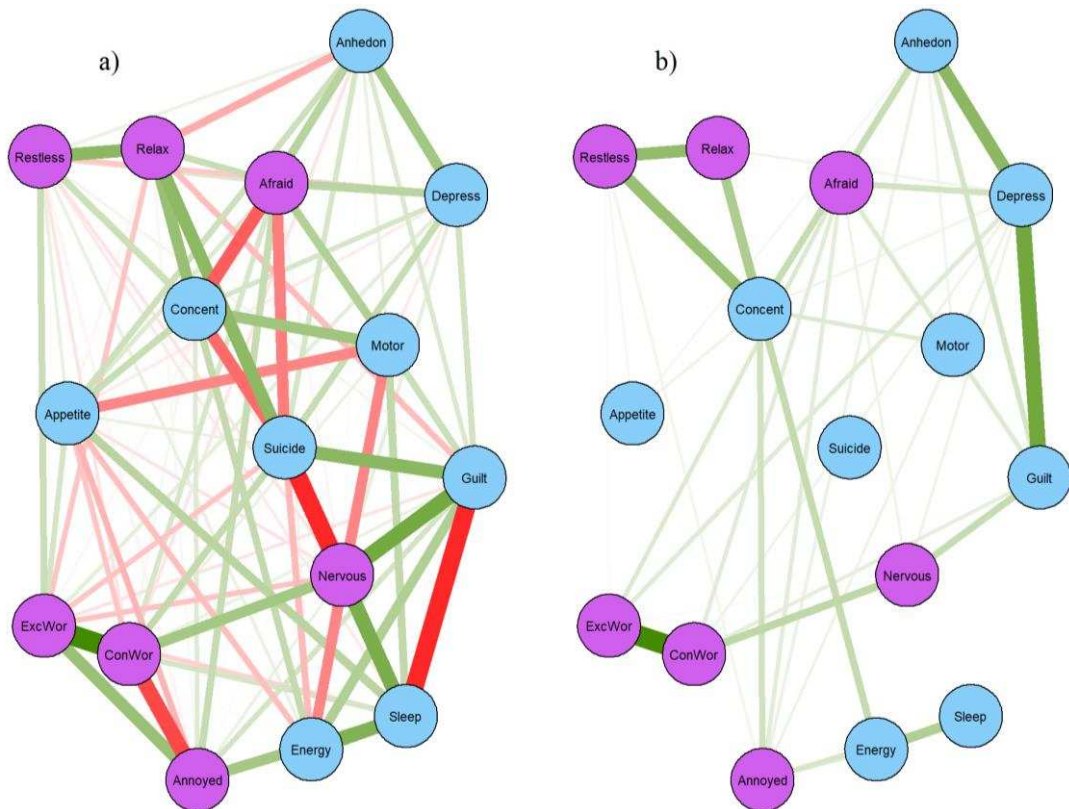 a)
Anhedon
Restless
Relax
Afraid
Depress
Concent
Motor
Appetite
Suicide
Guilt
Nervous
ExcWor
ConWor
Sleep
Energy
Annoyed
b)
Anhedon
Restless
Relax
Afraid
Depress
Concent
Motor
Appetite
Suicide
Guilt
Nervous
ExcWor
ConWor
Sleep
Energy
Annoyed